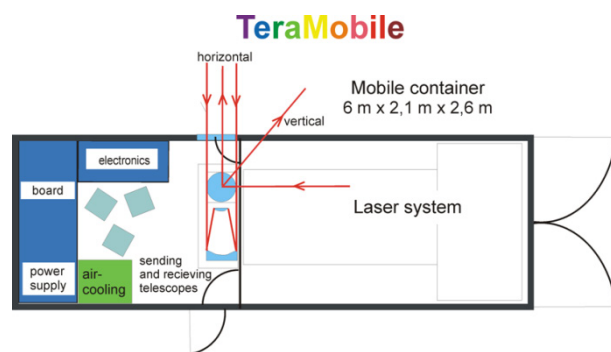 TeraMobile
horizontal
Mobile container
6 m x 2,1 m x 2,6 m
vertical
electronics
board
Laser system
power
supply
air-
cooling
sending
and recieving
telescopes